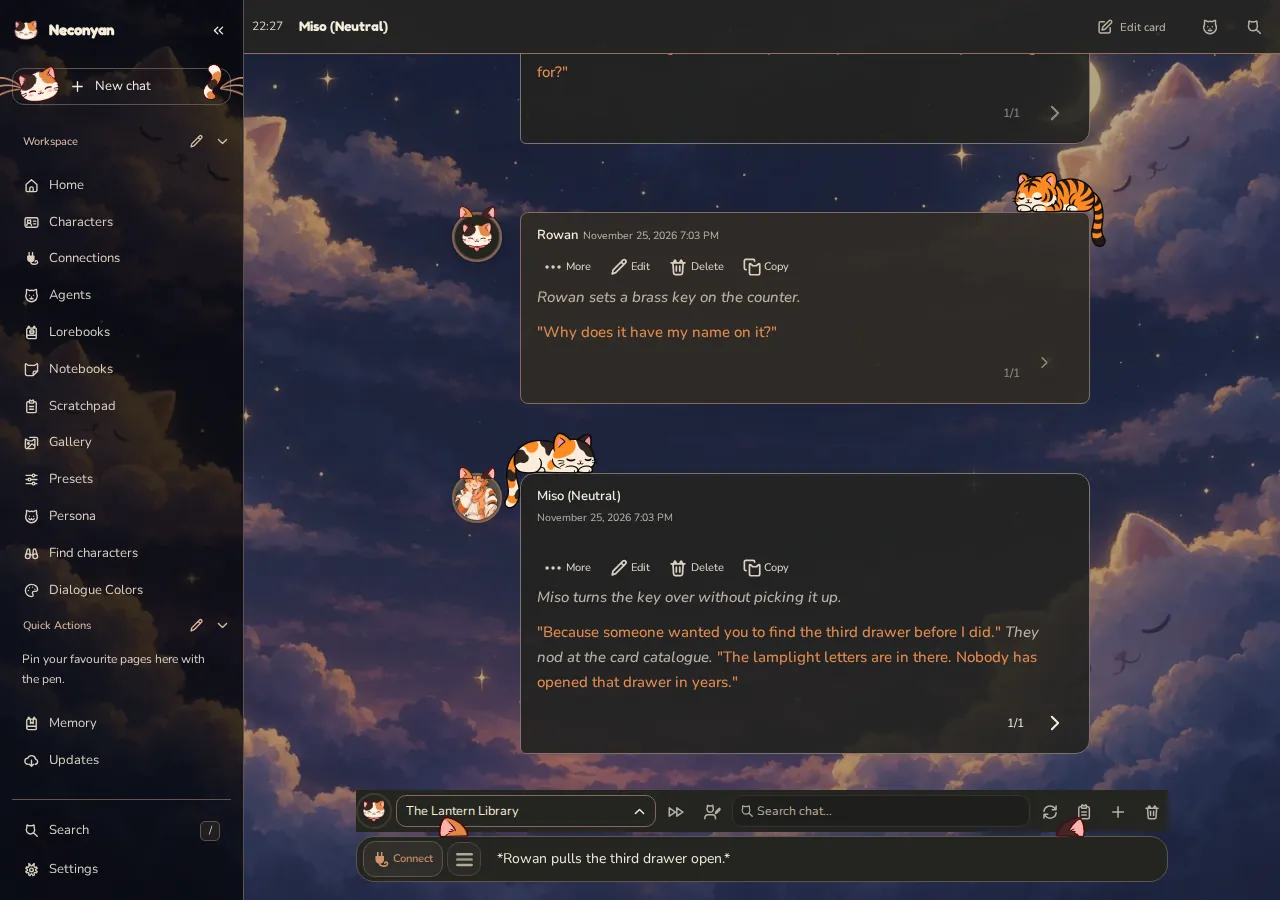 Neconyan
New chat
Workspace
Home
Characters
Connections
Agents
Lorebooks
Notebooks
Scratchpad
Gallery
Presets
Persona
Find characters
Dialogue Colors
Quick Actions
Pin your favourite pages here with
the pen.
Memory
Updates
Search /
Settings
22:27 Miso (Neutral) Edit card
for?"
1/1
Rowan November 25, 2026 7:03 PM
More Edit Delete Copy
Rowan sets a brass key on the counter.
"Why does it have my name on it?"
1/1
Miso (Neutral)
November 25, 2026 7:03 PM
More Edit Delete Copy
Miso turns the key over without picking it up.
"Because someone wanted you to find the third drawer before I did." They
nod at the card catalogue. "The lamplight letters are in there. Nobody has
opened that drawer in years."
1/1
The Lantern Library Search chat...
Connect *Rowan pulls the third drawer open.*